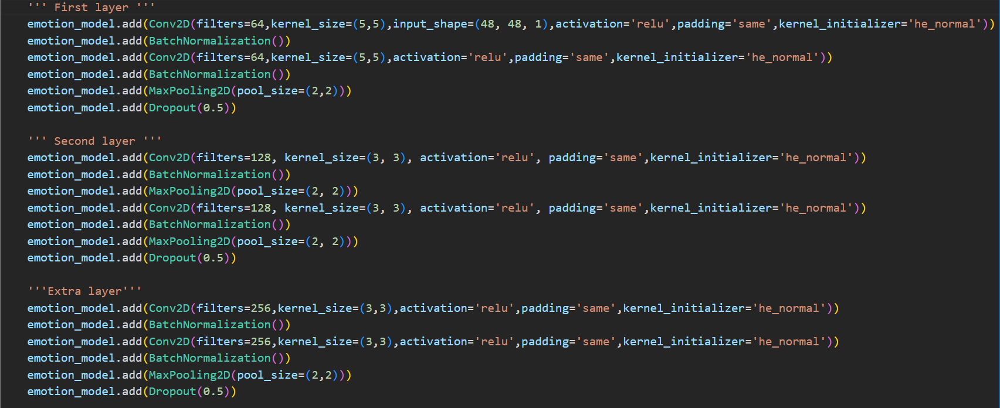 ''' First layer '''
emotion_model.add(Conv2D(filters=64,kernel_size=(5,5),input_shape=(48, 48, 1),activation='relu',padding='same',kernel_initializer='he_normal'))
emotion_model.add(BatchNormalization())
emotion_model.add(Conv2D(filters=64,kernel_size=(5,5),activation='relu',padding='same',kernel_initializer='he_normal'))
emotion_model.add(BatchNormalization())
emotion_model.add(MaxPooling2D(pool_size=(2,2)))
emotion_model.add(Dropout(0.5))
''' Second layer '''
emotion_model.add(Conv2D(filters=128, kernel_size=(3, 3), activation='relu', padding='same',kernel_initializer='he_normal'))
emotion_model.add(BatchNormalization())
emotion_model.add(MaxPooling2D(pool_size=(2, 2)))
emotion_model.add(Conv2D(filters=128, kernel_size=(3, 3), activation='relu', padding='same',kernel_initializer='he_normal'))
emotion_model.add(BatchNormalization())
emotion_model.add(MaxPooling2D(pool_size=(2, 2)))
emotion_model.add(Dropout(0.5))
'''Extra layer'''
emotion_model.add(Conv2D(filters=256,kernel_size=(3,3),activation='relu',padding='same',kernel_initializer='he_normal'))
emotion_model.add(BatchNormalization())
emotion_model.add(Conv2D(filters=256,kernel_size=(3,3),activation='relu',padding='same',kernel_initializer='he_normal'))
emotion_model.add(BatchNormalization())
emotion_model.add(MaxPooling2D(pool_size=(2,2)))
emotion_model.add(Dropout(0.5))